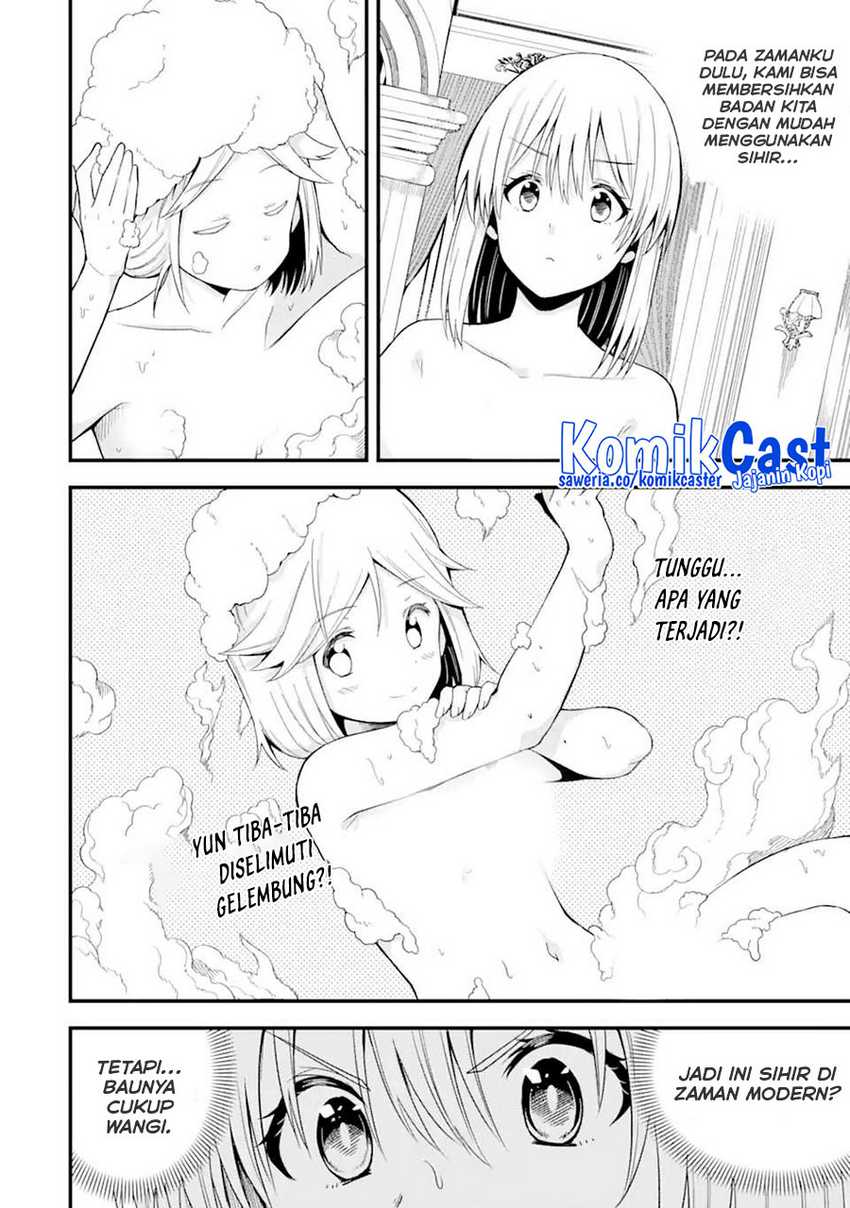 PADA ZAMANKU
DULU, KAMI BISA
MEMBERSIHKAN
BADAN KITA
DENGAN MUDAH
MENGGUNAKAN
SIHIR...
KomikCast
saweria.co/komikcaster Jajanin Kopi
TUNGGU...
APA YANG
TERJADI?!
YUN TIBA-TIBA
DISELIMUTI
GELEMBUNG?!
JADI INI SIHIR DI
ZAMAN MODERN?
TETAPI...
BAUNYA
CUKUP
WANGI.